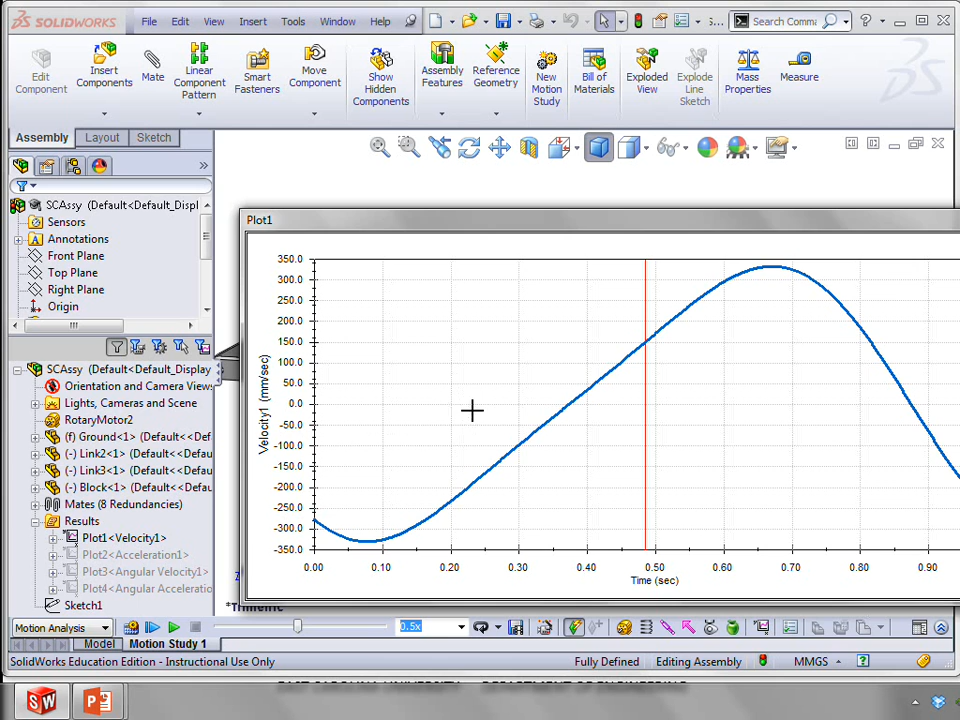 SOLIDWORKS File Edit View Insert Tools Window Help S... Search Comma
Edit Component
Insert Components
Mate
Linear Component Pattern
Smart Fasteners
Move Component
Show Hidden Components
Assembly Features
Reference Geometry
New Motion Study
Bill of Materials
Exploded View
Explode Line Sketch
Mass Properties
Measure
Assembly Layout Sketch
SCAssy (Default<Default_Displ
Sensors
Annotations
Front Plane
Top Plane
Right Plane
Origin
SCAssy (Default<Default_Display
Orientation and Camera Views
Lights, Cameras and Scene
RotaryMotor2
(f) Ground<1> (Default<<Def
(-) Link2<1> (Default<<Defau
(-) Link3<1> (Default<<Defau
(-) Block<1> (Default<<Defau
Mates (8 Redundancies)
Results
Plot1<Velocity1>
Plot2<Acceleration1>
Plot3<Angular Velocity1>
Plot4<Angular Acceleratio
Sketch1
Plot1
Velocity1 (mm/sec)
350.0
300.0
250.0
200.0
150.0
100.0
50.0
0.0
-50.0
-100.0
-150.0
-200.0
-250.0
-300.0
-350.0
0.00 0.10 0.20 0.30 0.40 0.50 0.60 0.70 0.80 0.90
Time (sec)
*Trimetric
Motion Analysis 0.5x
Model Motion Study 1
SolidWorks Education Edition - Instructional Use Only Fully Defined Editing Assembly MMGS
EAST CAROLINA UNIVERSITY DEPARTMENT OF ENGINEERING